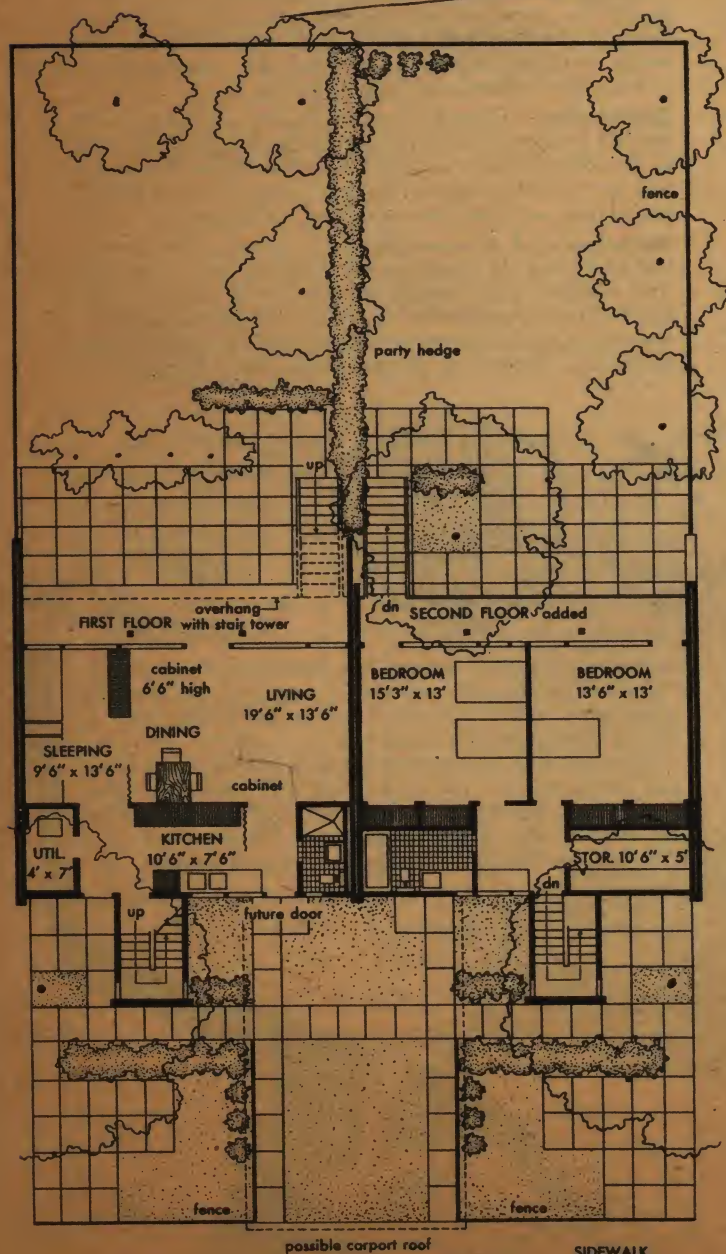 fence
party hedge
up
overhang
dn
FIRST FLOOR with stair tower
SECOND FLOOR added
cabinet
6'6" high
LIVING
19'6" x 13'6"
BEDROOM
15'3" x 13'
BEDROOM
13'6" x 13'
DINING
SLEEPING
9'6" x 13'6"
cabinet
KITCHEN
10'6" x 7'6"
UTIL.
4' x 7'
STOR. 10'6" x 5'
up
future door
dn
fence
fence
possible carport roof
SIDEWALK